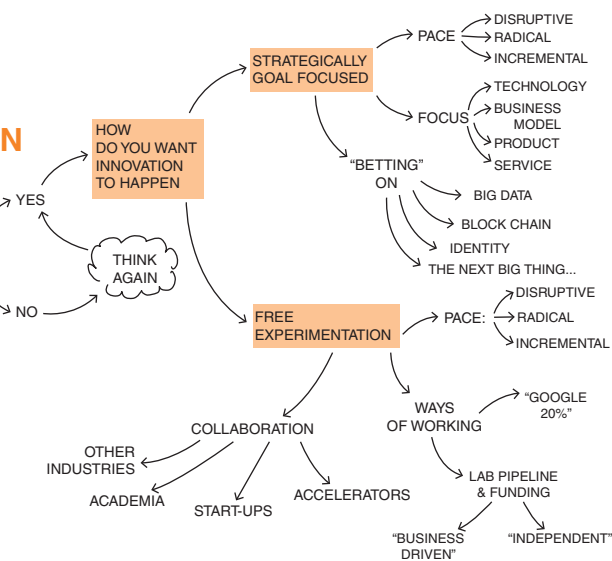 N
YES
NO
THINK
AGAIN
HOW
DO YOU WANT
INNOVATION
TO HAPPEN
STRATEGICALLY
GOAL FOCUSED
PACE
DISRUPTIVE
RADICAL
INCREMENTAL
FOCUS
TECHNOLOGY
BUSINESS
MODEL
PRODUCT
SERVICE
“BETTING”
ON
BIG DATA
BLOCK CHAIN
IDENTITY
THE NEXT BIG THING...
FREE
EXPERIMENTATION
PACE:
DISRUPTIVE
RADICAL
INCREMENTAL
WAYS
OF WORKING
“GOOGLE
20%”
LAB PIPELINE
& FUNDING
“BUSINESS
DRIVEN”
“INDEPENDENT”
COLLABORATION
OTHER
INDUSTRIES
ACADEMIA
START-UPS
ACCELERATORS